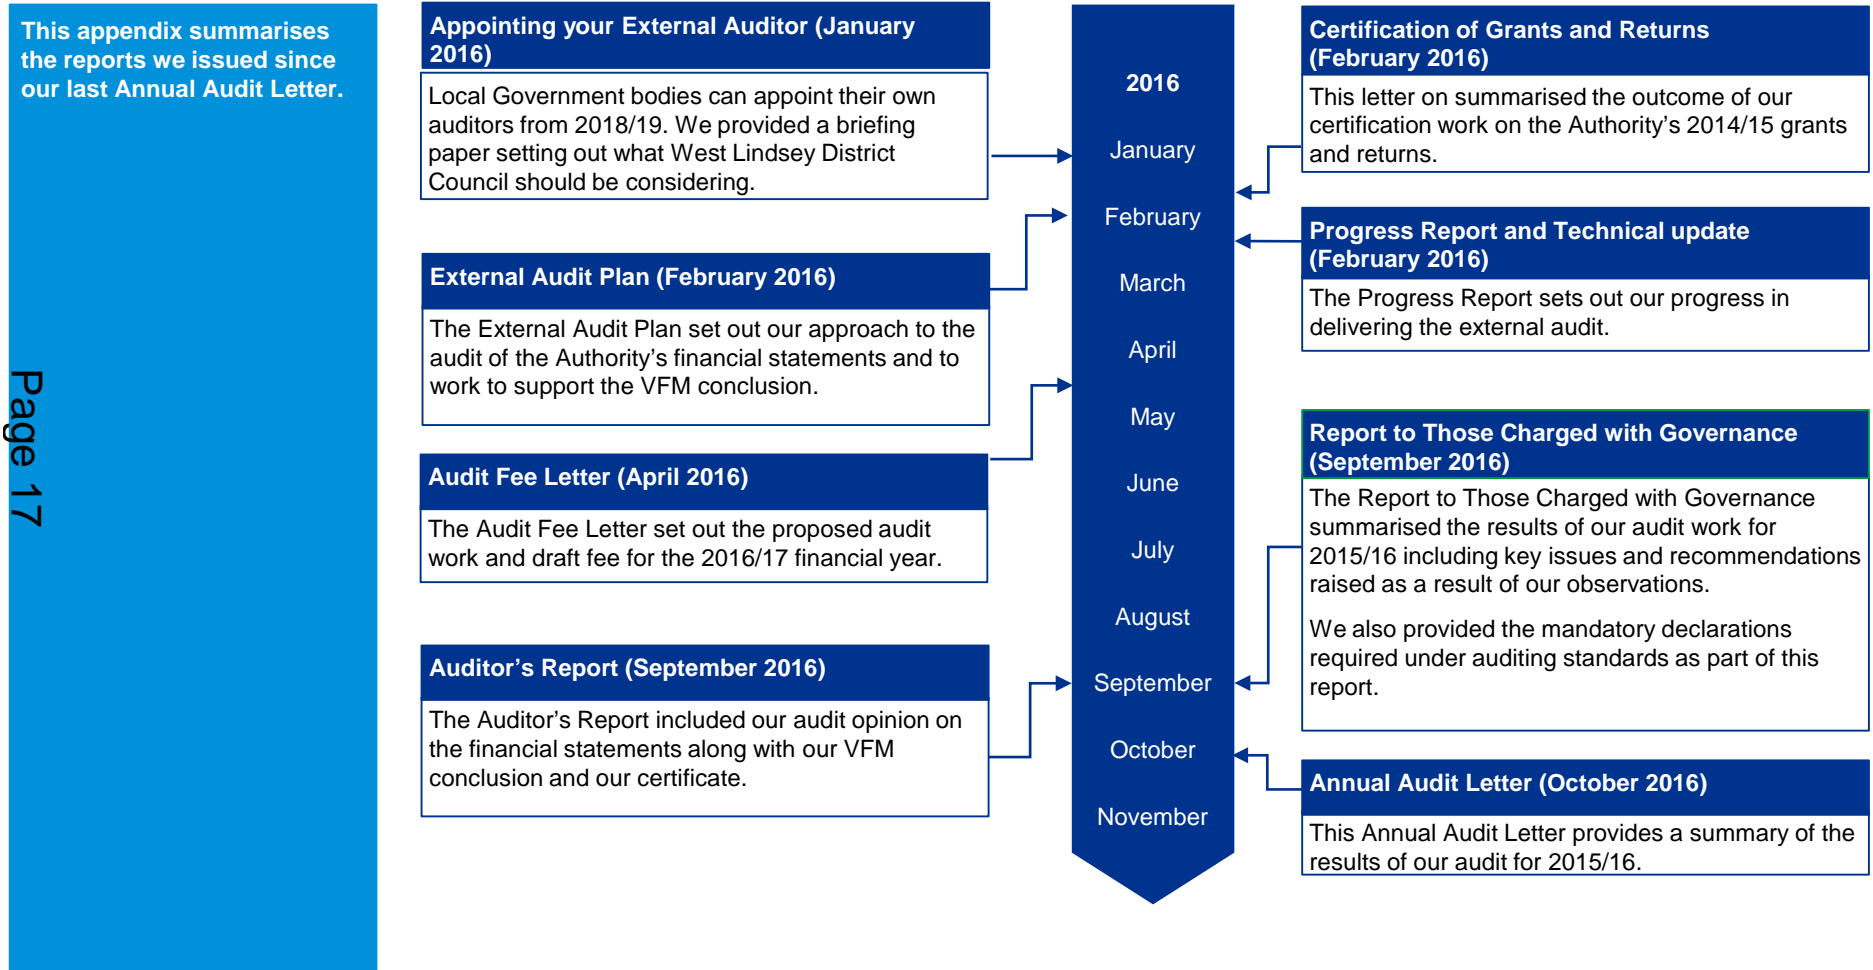 This appendix summarises
the reports we issued since
our last Annual Audit Letter.
Page 17
Appointing your External Auditor (January
2016)
Local Government bodies can appoint their own
auditors from 2018/19. We provided a briefing
paper setting out what West Lindsey District
Council should be considering.
External Audit Plan (February 2016)
The External Audit Plan set out our approach to the
audit of the Authority’s financial statements and to
work to support the VFM conclusion.
Audit Fee Letter (April 2016)
The Audit Fee Letter set out the proposed audit
work and draft fee for the 2016/17 financial year.
Auditor’s Report (September 2016)
The Auditor’s Report included our audit opinion on
the financial statements along with our VFM
conclusion and our certificate.
2016
January
February
March
April
May
June
July
August
September
October
November
Certification of Grants and Returns
(February 2016)
This letter on summarised the outcome of our
certification work on the Authority’s 2014/15 grants
and returns.
Progress Report and Technical update
(February 2016)
The Progress Report sets out our progress in
delivering the external audit.
Report to Those Charged with Governance
(September 2016)
The Report to Those Charged with Governance
summarised the results of our audit work for
2015/16 including key issues and recommendations
raised as a result of our observations.
We also provided the mandatory declarations
required under auditing standards as part of this
report.
Annual Audit Letter (October 2016)
This Annual Audit Letter provides a summary of the
results of our audit for 2015/16.